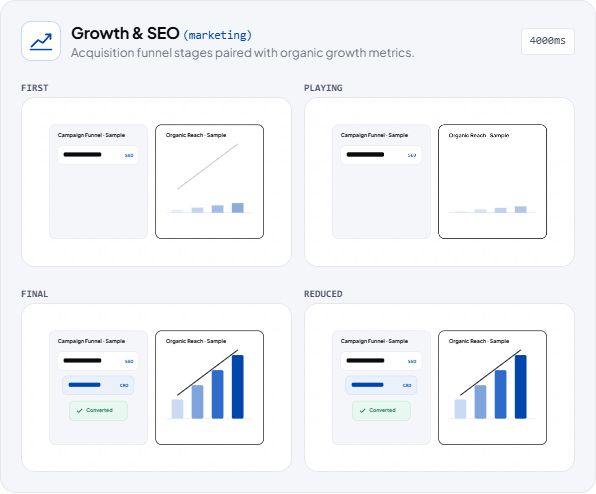 Growth & SEO (marketing)
Acquisition funnel stages paired with organic growth metrics.
4000ms
FIRST
Campaign Funnel · Sample
SEO
Organic Reach · Sample
PLAYING
Campaign Funnel · Sample
SEO
Organic Reach · Sample
FINAL
Campaign Funnel · Sample
SEO
CRO
Converted
Organic Reach · Sample
REDUCED
Campaign Funnel · Sample
SEO
CRO
Converted
Organic Reach · Sample